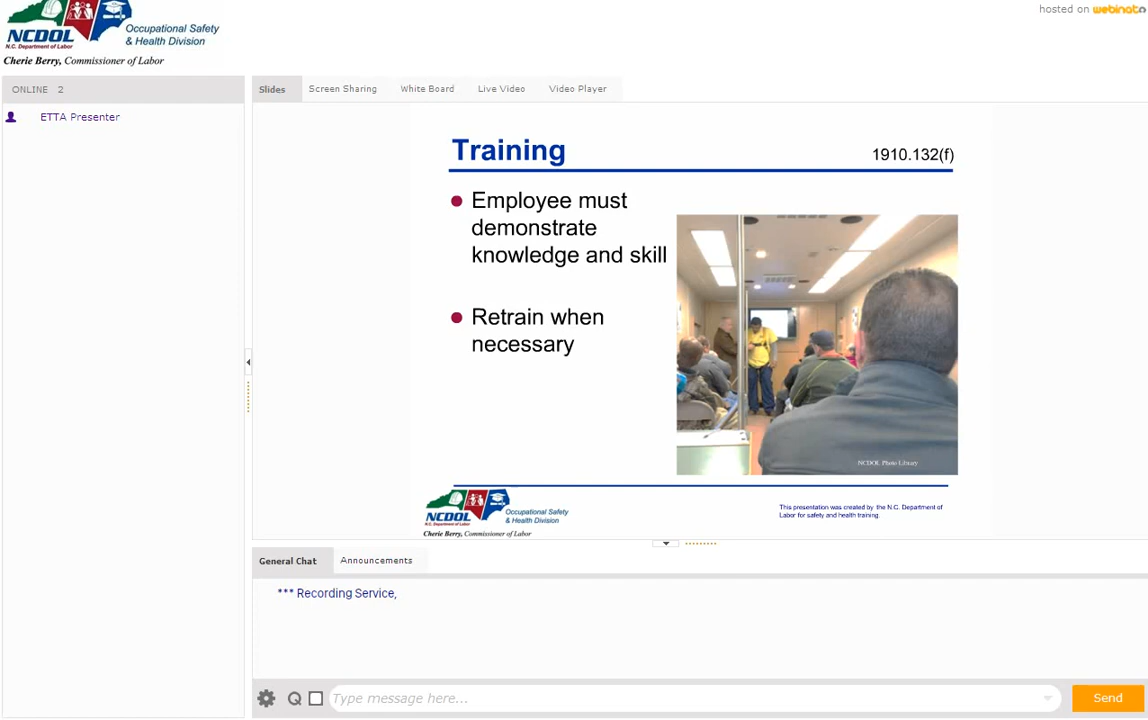 hosted on webinato
NCDOL
N.C. Department of Labor
Occupational Safety
& Health Division
Cherie Berry, Commissioner of Labor
ONLINE 2
ETTA Presenter
Slides
Screen Sharing
White Board
Live Video
Video Player
Training
1910.132(f)
Employee must
demonstrate
knowledge and skill
Retrain when
necessary
NCDOL Photo Library
NCDOL
N.C. Department of Labor
Occupational Safety
& Health Division
Cherie Berry, Commissioner of Labor
This presentation was created by the N.C. Department of
Labor for safety and health training.
General Chat
Announcements
*** Recording Service,
Q
Type message here...
Send